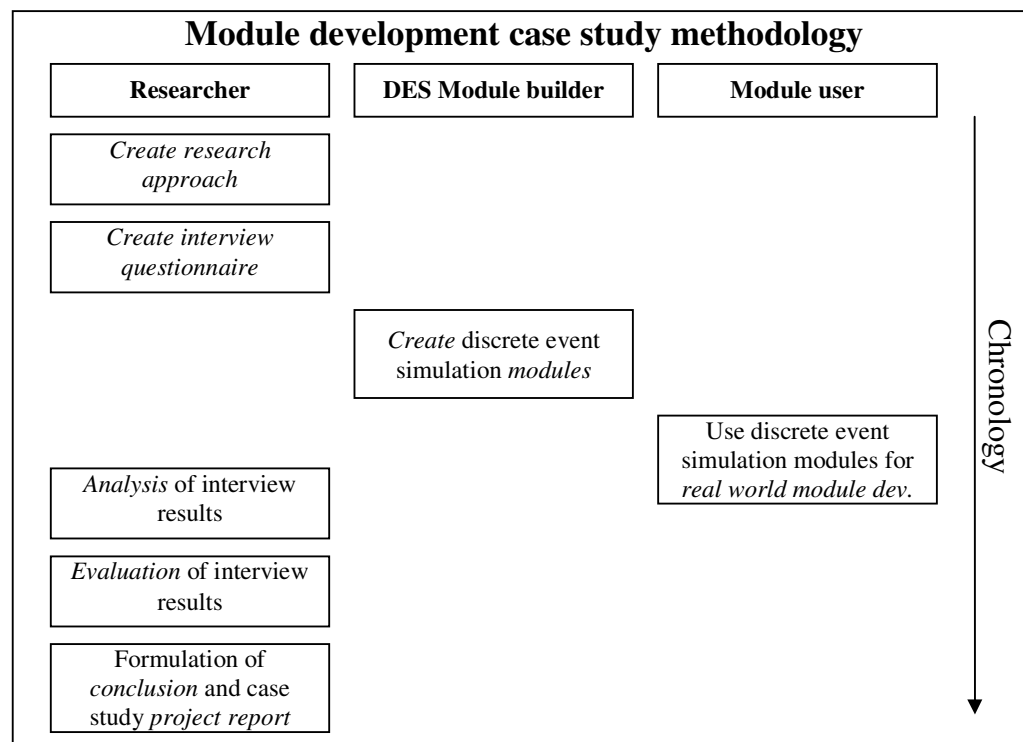 Module development case study methodology
Researcher
DES Module builder
Module user
Create research
approach
Create interview
questionnaire
Create discrete event
simulation modules
Use discrete event
simulation modules for
real world module dev.
Analysis of interview
results
Evaluation of interview
results
Formulation of
conclusion and case
study project report
Chronology